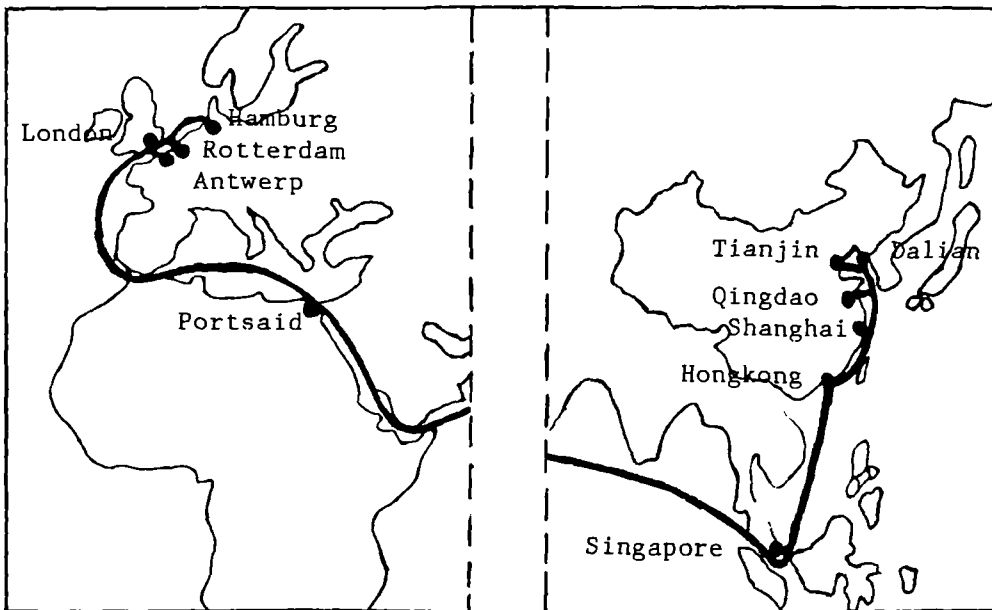 London
Hamburg
Rotterdam
Antwerp
Portsaid
Tianjin
Dalian
Qingdao
Shanghai
Hongkong
Singapore